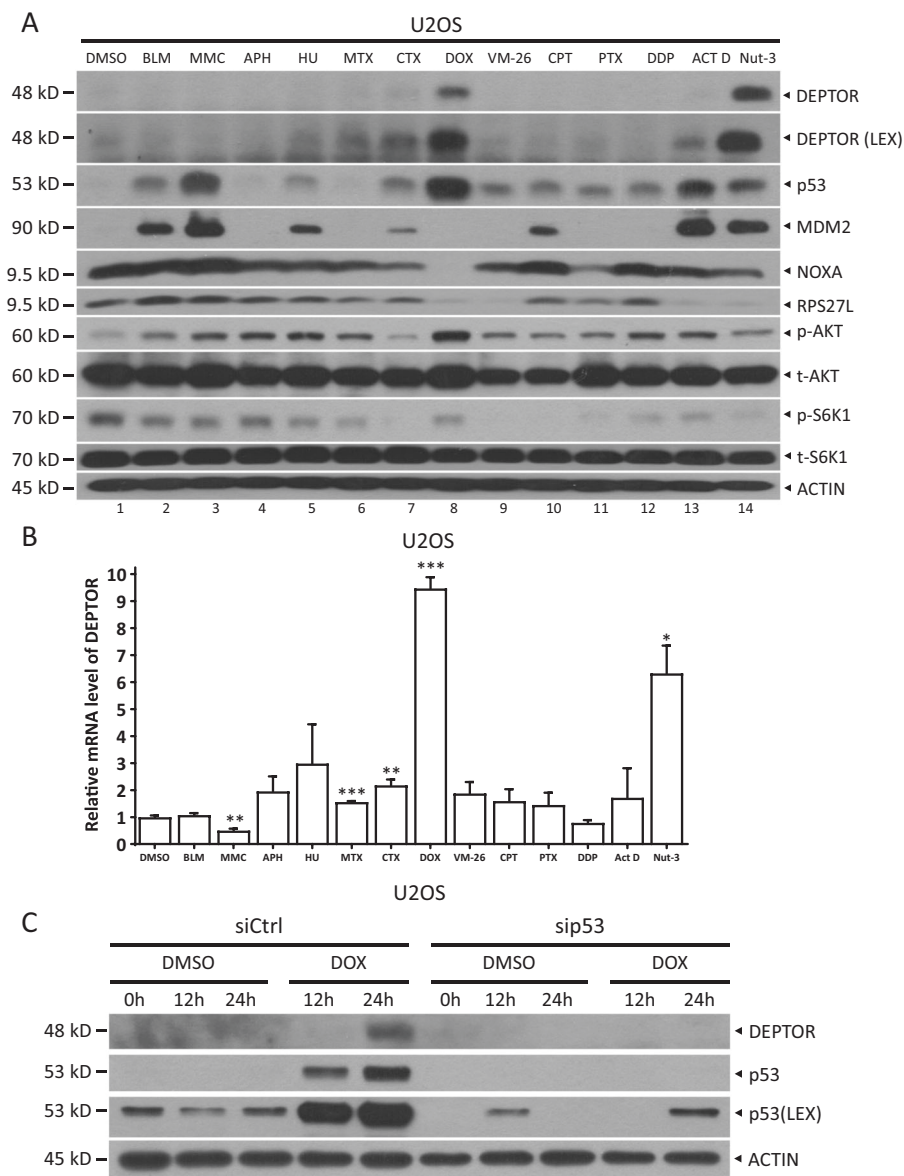 A
U2OS
DMSO BLM MMC APH HU MTX CTX DOX VM-26 CPT PTX DDP ACT D Nut-3
48 kD DEPTOR
48 kD DEPTOR (LEX)
53 kD p53
90 kD MDM2
9.5 kD NOXA
9.5 kD RPS27L
60 kD p-AKT
60 kD t-AKT
70 kD p-S6K1
70 kD t-S6K1
45 kD ACTIN
1 2 3 4 5 6 7 8 9 10 11 12 13 14
B
U2OS
Relative mRNA level of DEPTOR
10
9
8
7
6
5
4
3
2
1
0
** *** ** *** *
DMSO BLM MMC APH HU MTX CTX DOX VM-26 CPT PTX DDP Act D Nut-3
U2OS
C
siCtrl sip53
DMSO DOX DMSO DOX
0h 12h 24h 12h 24h 0h 12h 24h 12h 24h
48 kD DEPTOR
53 kD p53
53 kD p53(LEX)
45 kD ACTIN